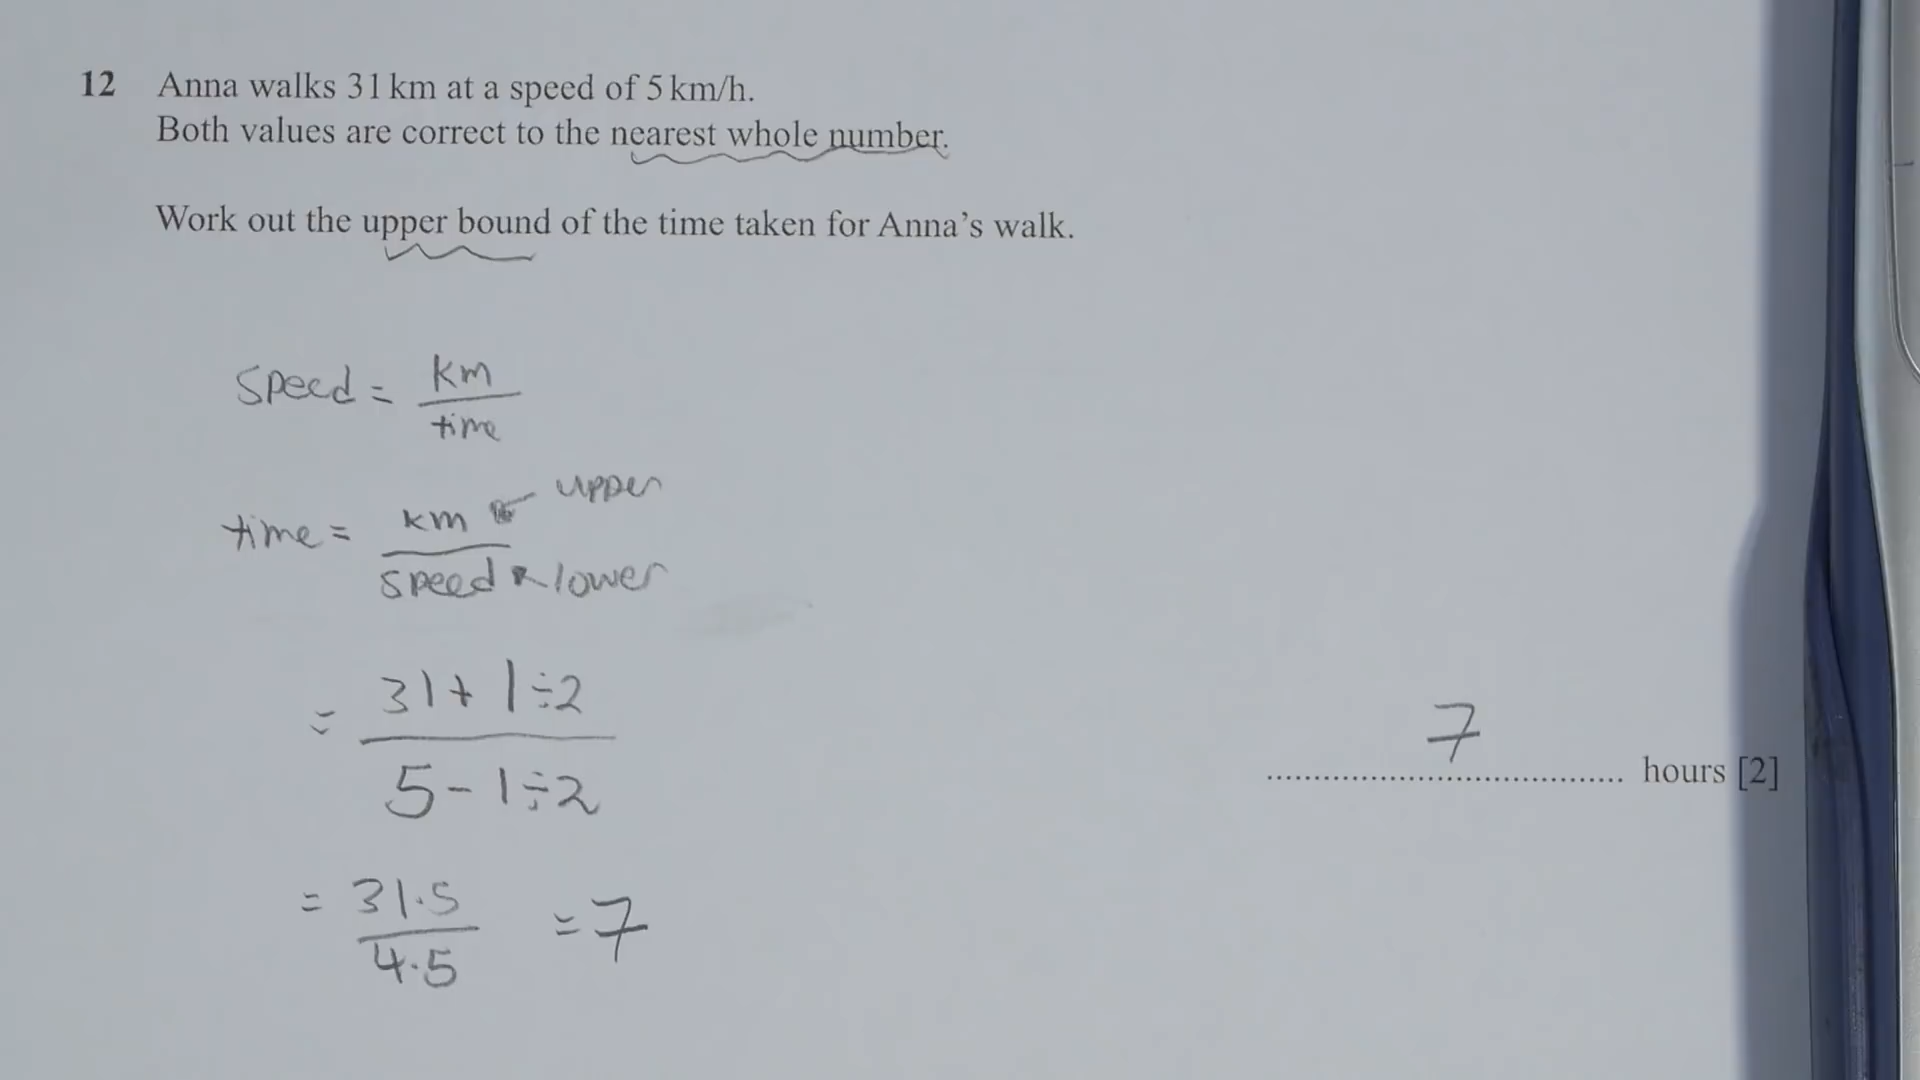 12 Anna walks 31 km at a speed of 5 km/h.
Both values are correct to the nearest whole number.
Work out the upper bound of the time taken for Anna's walk.
speed = km / time
time = km upper / speed lower
= 31 + 1 ÷ 2 / 5 - 1 ÷ 2
= 31.5 / 4.5 = 7
7
hours [2]